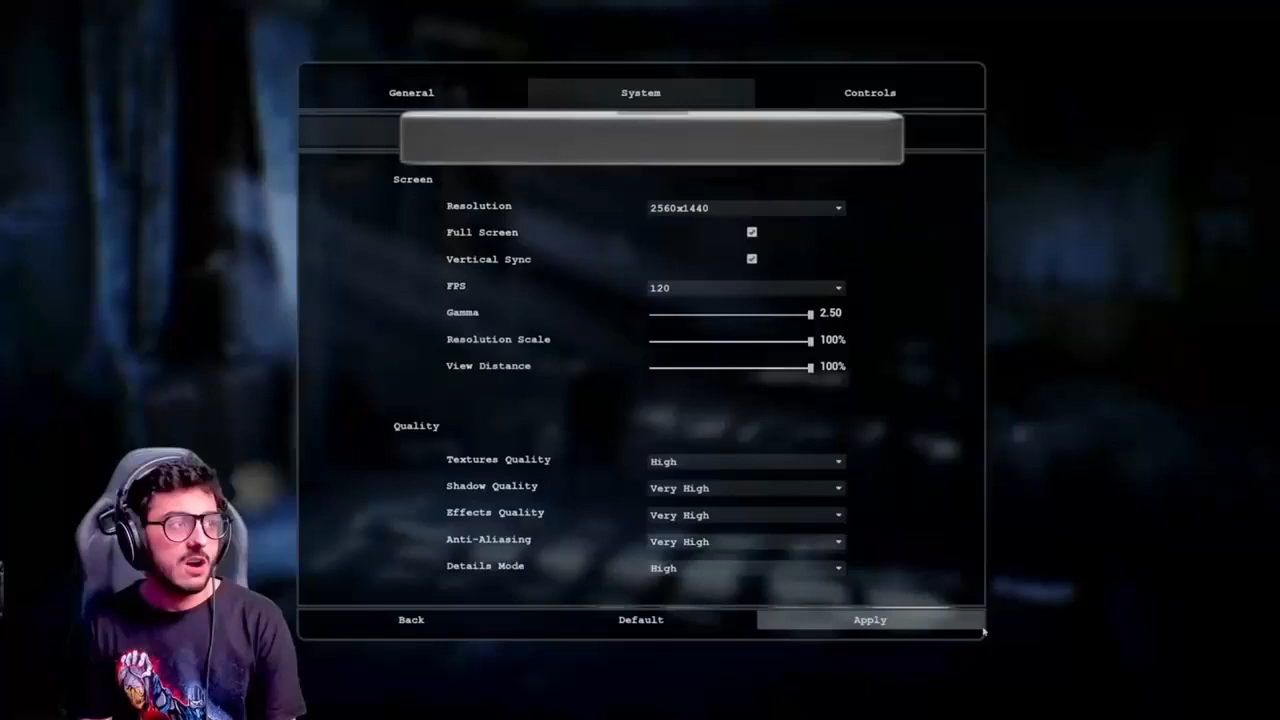 General System Controls
Screen
Resolution 2560x1440
Full Screen
Vertical Sync
FPS 120
Gamma 2.50
Resolution Scale 100%
View Distance 100%
Quality
Textures Quality High
Shadow Quality Very High
Effects Quality Very High
Anti-Aliasing Very High
Details Mode High
Back Default Apply